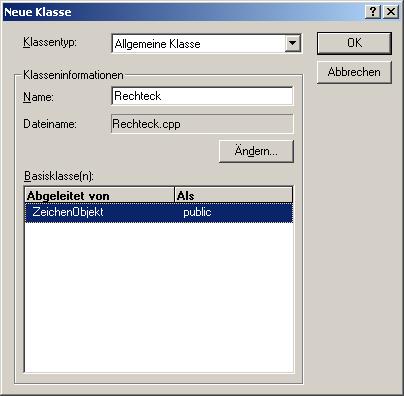 Neue Klasse
Klassentyp: Allgemeine Klasse OK
Abbrechen
Klasseninformationen
Name: Rechteck
Dateiname: Rechteck.cpp
Ändern...
Basisklasse(n):
Abgeleitet von Als
ZeichenObjekt public